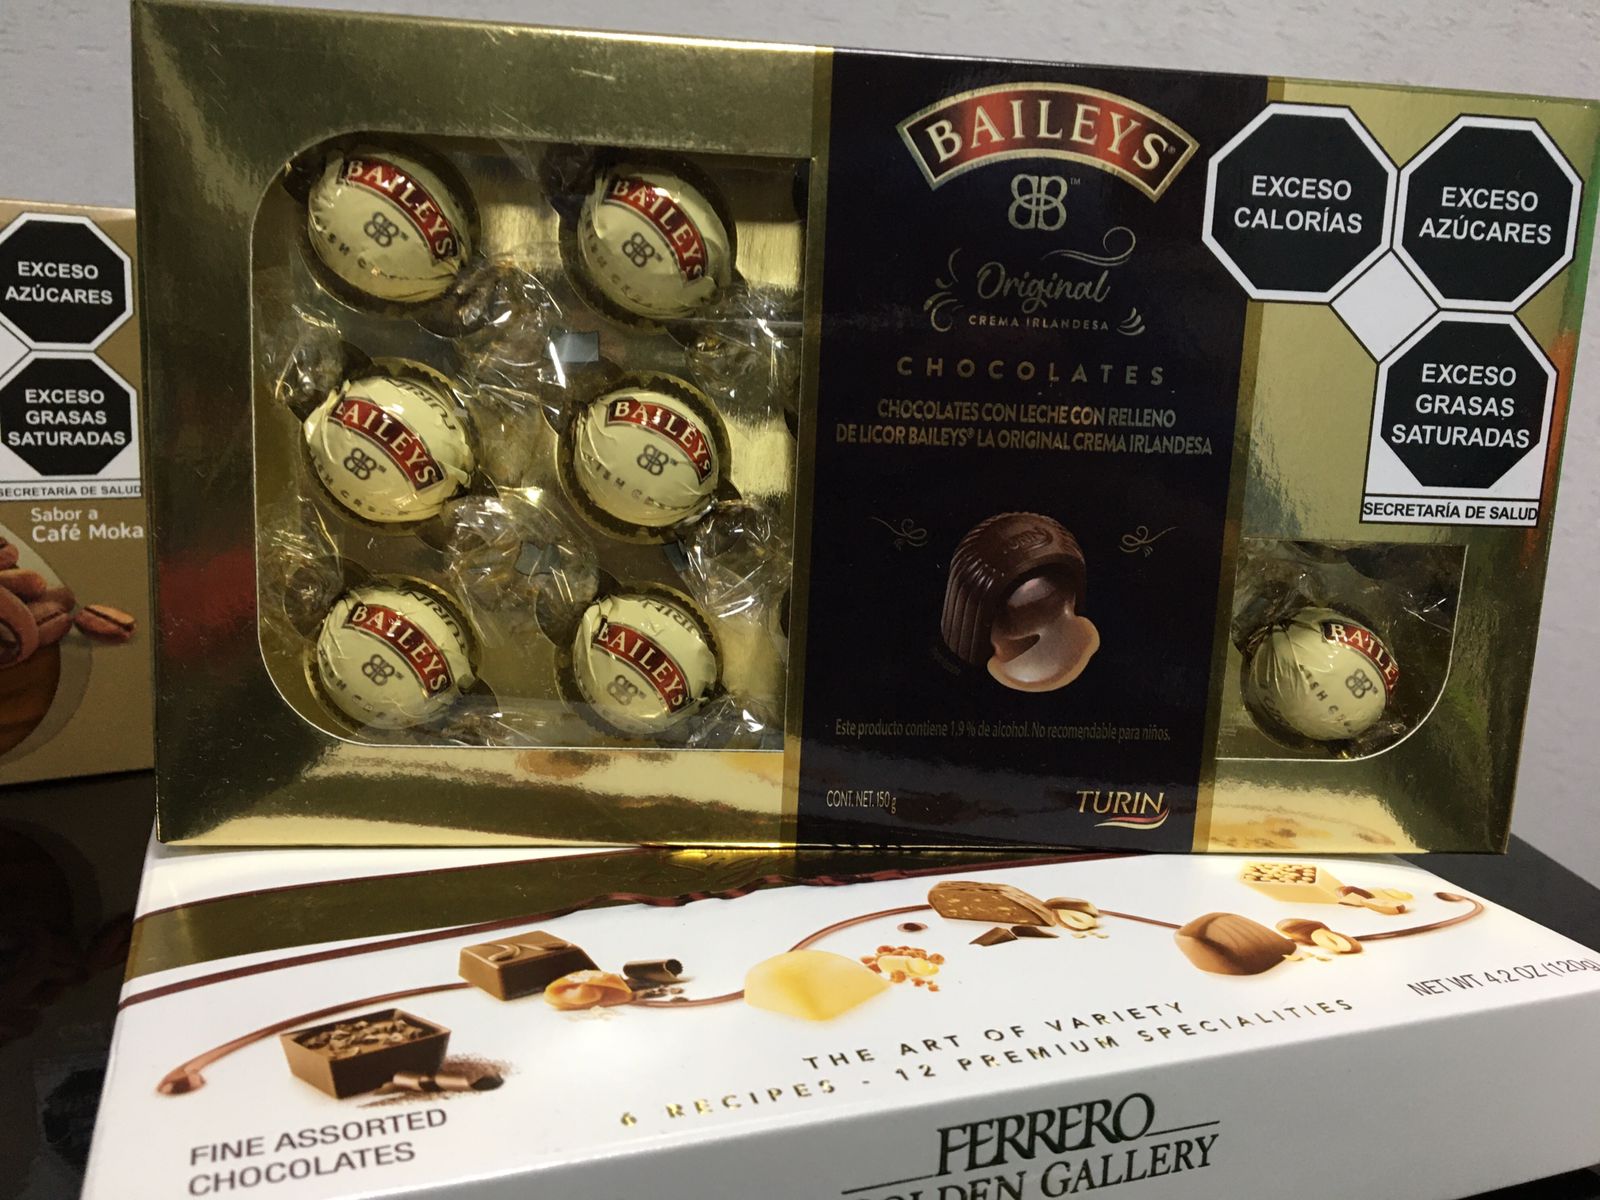 EXCESO
AZÚCARES
EXCESO
GRASAS
SATURADAS
SECRETARÍA DE SALUD
Sabor a
Café Moka
BAILEYS
BAILEYS
BAILEYS
BAILEYS
BAILEYS
BAILEYS
BAILEYS®
Original
CREMA IRLANDESA
CHOCOLATES
CHOCOLATES CON LECHE CON RELLENO
DE LICOR BAILEYS® LA ORIGINAL CREMA IRLANDESA
TURIN
Este producto contiene 1.9 % de alcohol. No recomendable para niños.
CONT. NET. 150 g
TURIN
EXCESO
CALORÍAS
EXCESO
AZÚCARES
EXCESO
GRASAS
SATURADAS
SECRETARÍA DE SALUD
NET WT 4.2 OZ (120g)
THE ART OF VARIETY
6 RECIPES - 12 PREMIUM SPECIALITIES
FINE ASSORTED
CHOCOLATES
FERRERO
GALLERY